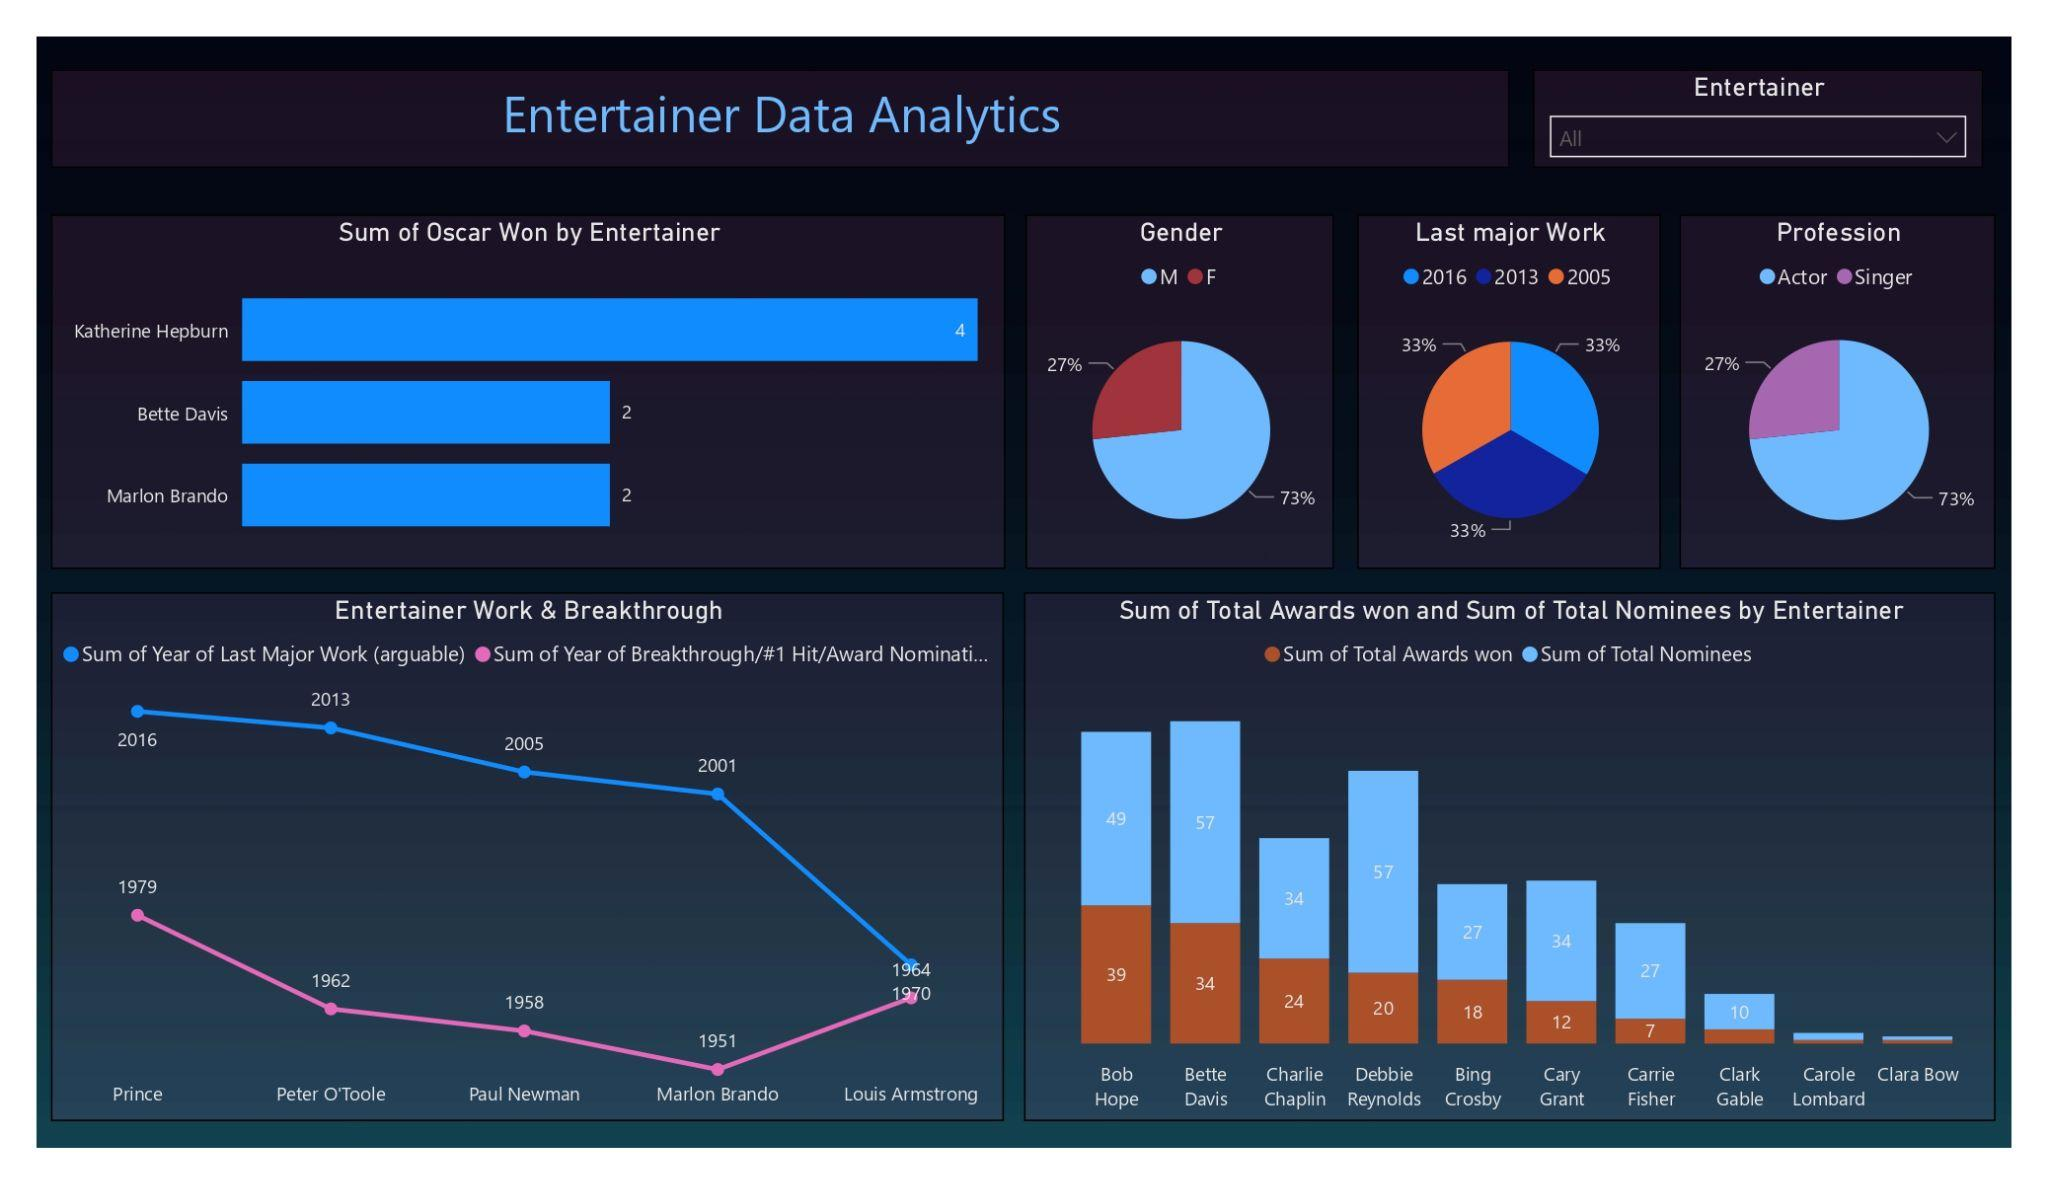 Entertainer Data Analytics
Entertainer
All
Sum of Oscar Won by Entertainer
Katherine Hepburn
4
Bette Davis
2
Marlon Brando
2
Gender
M F
27%
73%
Last major Work
2016 2013 2005
33%
33%
33%
Profession
Actor Singer
27%
73%
Entertainer Work & Breakthrough
Sum of Year of Last Major Work (arguable) Sum of Year of Breakthrough/#1 Hit/Award Nominati...
2016
2013
2005
2001
1979
1962
1958
1951
1964
1970
Prince Peter O'Toole Paul Newman Marlon Brando Louis Armstrong
Sum of Total Awards won and Sum of Total Nominees by Entertainer
Sum of Total Awards won Sum of Total Nominees
49 57 34 57 27 34 27 10
39 34 24 20 18 12 7
Bob Bette Charlie Debbie Bing Cary Carrie Clark Carole Clara Bow
Hope Davis Chaplin Reynolds Crosby Grant Fisher Gable Lombard